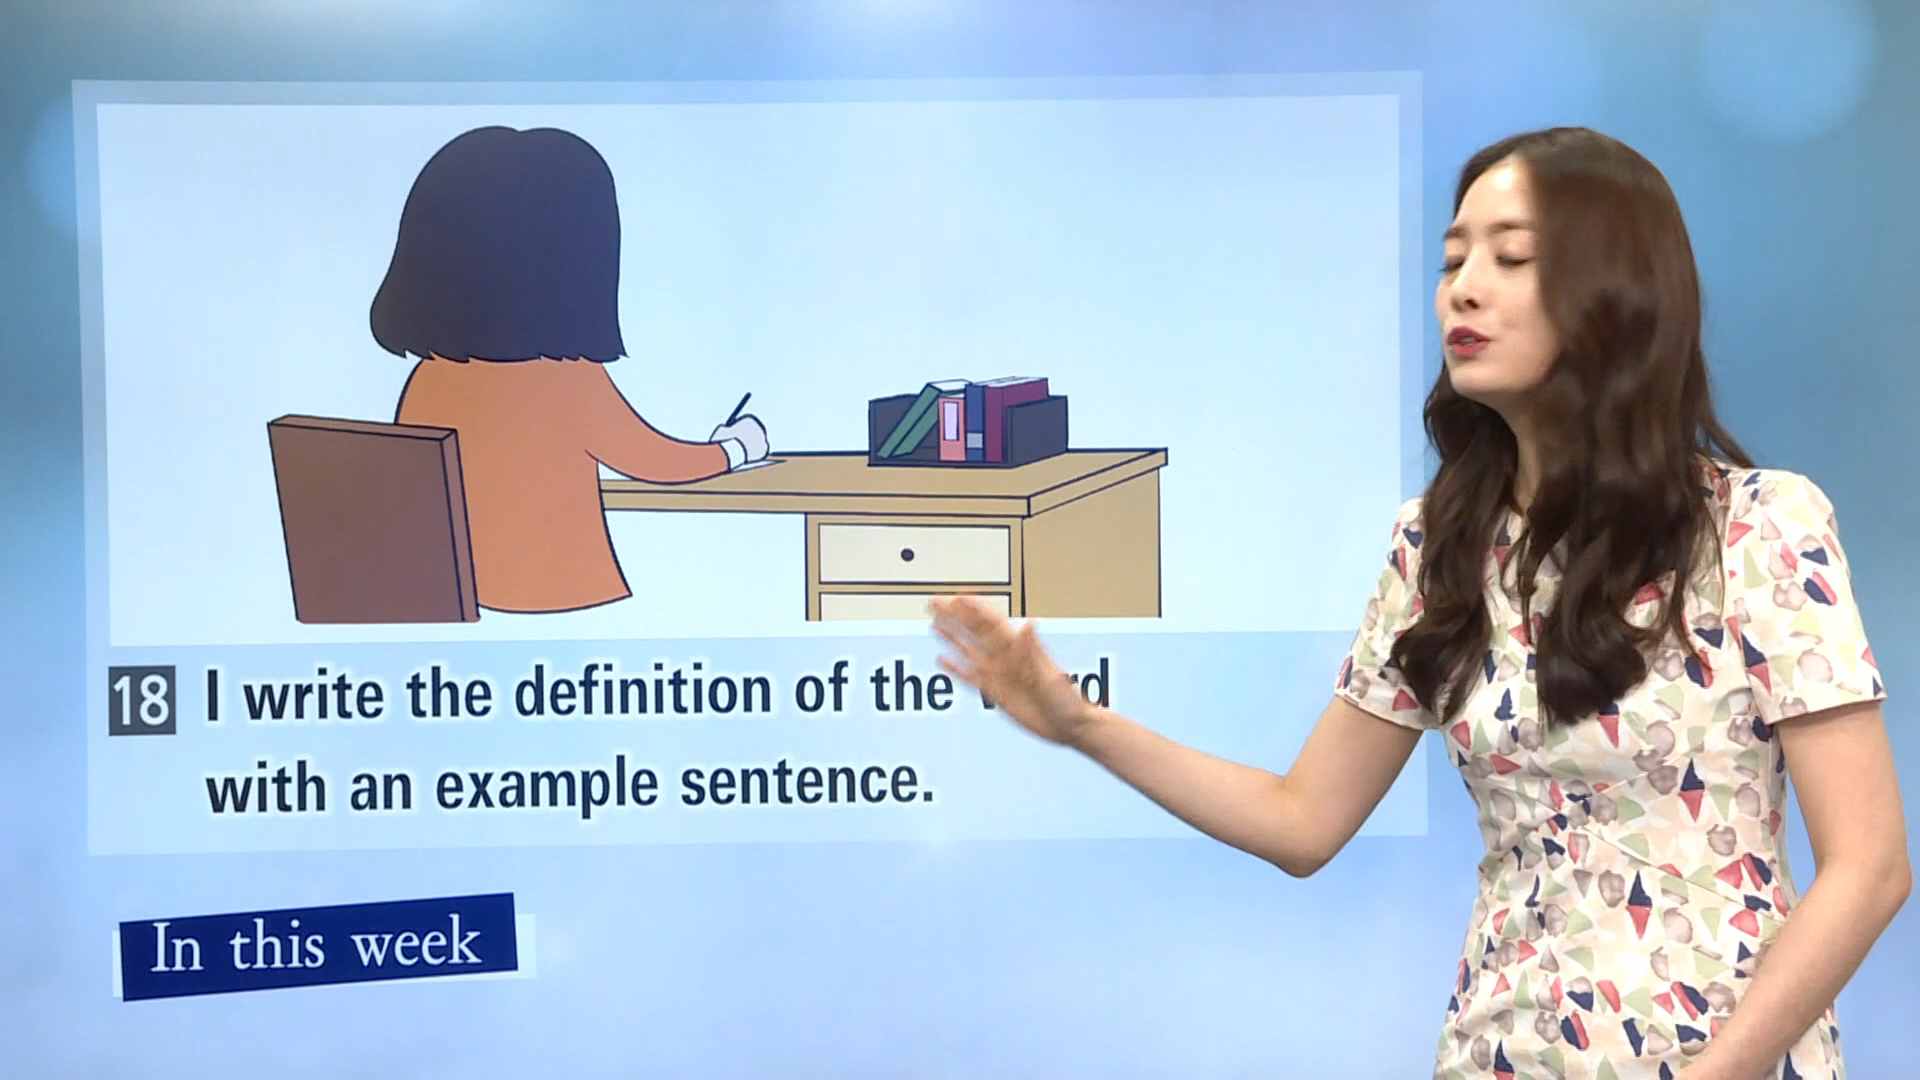 18 I write the definition of the
with an example sentence.
In this week